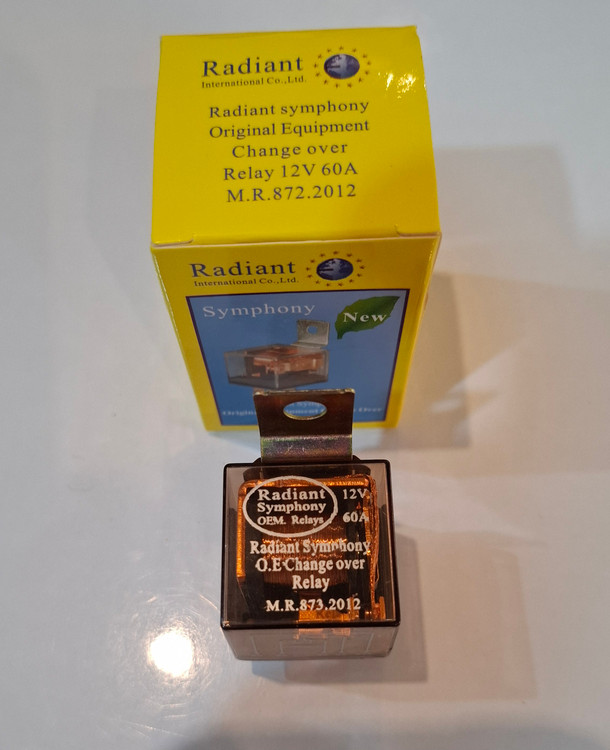 Radiant
International Co.,Ltd.
Radiant symphony
Original Equipment
Change over
Relay 12V 60A
M.R.872.2012
Radiant
International Co.,Ltd.
Symphony
New
Radiant
Symphony
OEM. Relays
12V
60A
Radiant Symphony
O.E Change over
Relay
M.R.873.2012